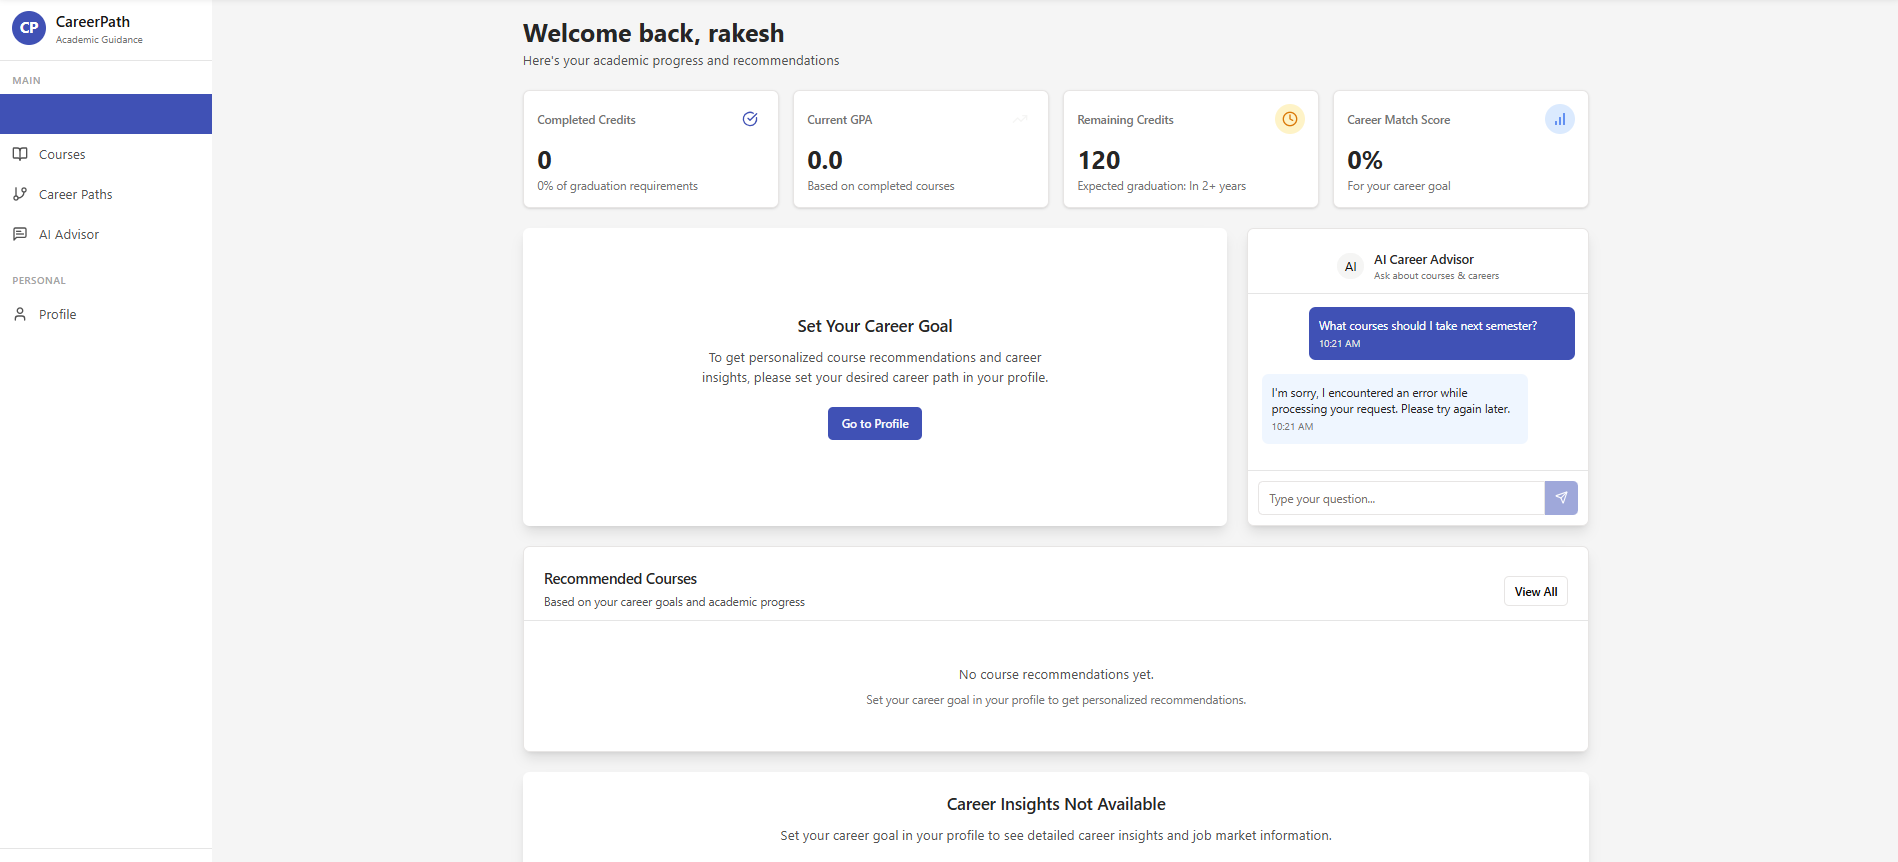 CP
CareerPath
Academic Guidance
MAIN
Courses
Career Paths
AI Advisor
PERSONAL
Profile
Welcome back, rakesh
Here's your academic progress and recommendations
Completed Credits
0
0% of graduation requirements
Current GPA
0.0
Based on completed courses
Remaining Credits
120
Expected graduation: In 2+ years
Career Match Score
0%
For your career goal
Set Your Career Goal
To get personalized course recommendations and career
insights, please set your desired career path in your profile.
Go to Profile
AI
AI Career Advisor
Ask about courses & careers
What courses should I take next semester?
10:21 AM
I'm sorry, I encountered an error while
processing your request. Please try again later.
10:21 AM
Type your question...
Recommended Courses
Based on your career goals and academic progress
View All
No course recommendations yet.
Set your career goal in your profile to get personalized recommendations.
Career Insights Not Available
Set your career goal in your profile to see detailed career insights and job market information.